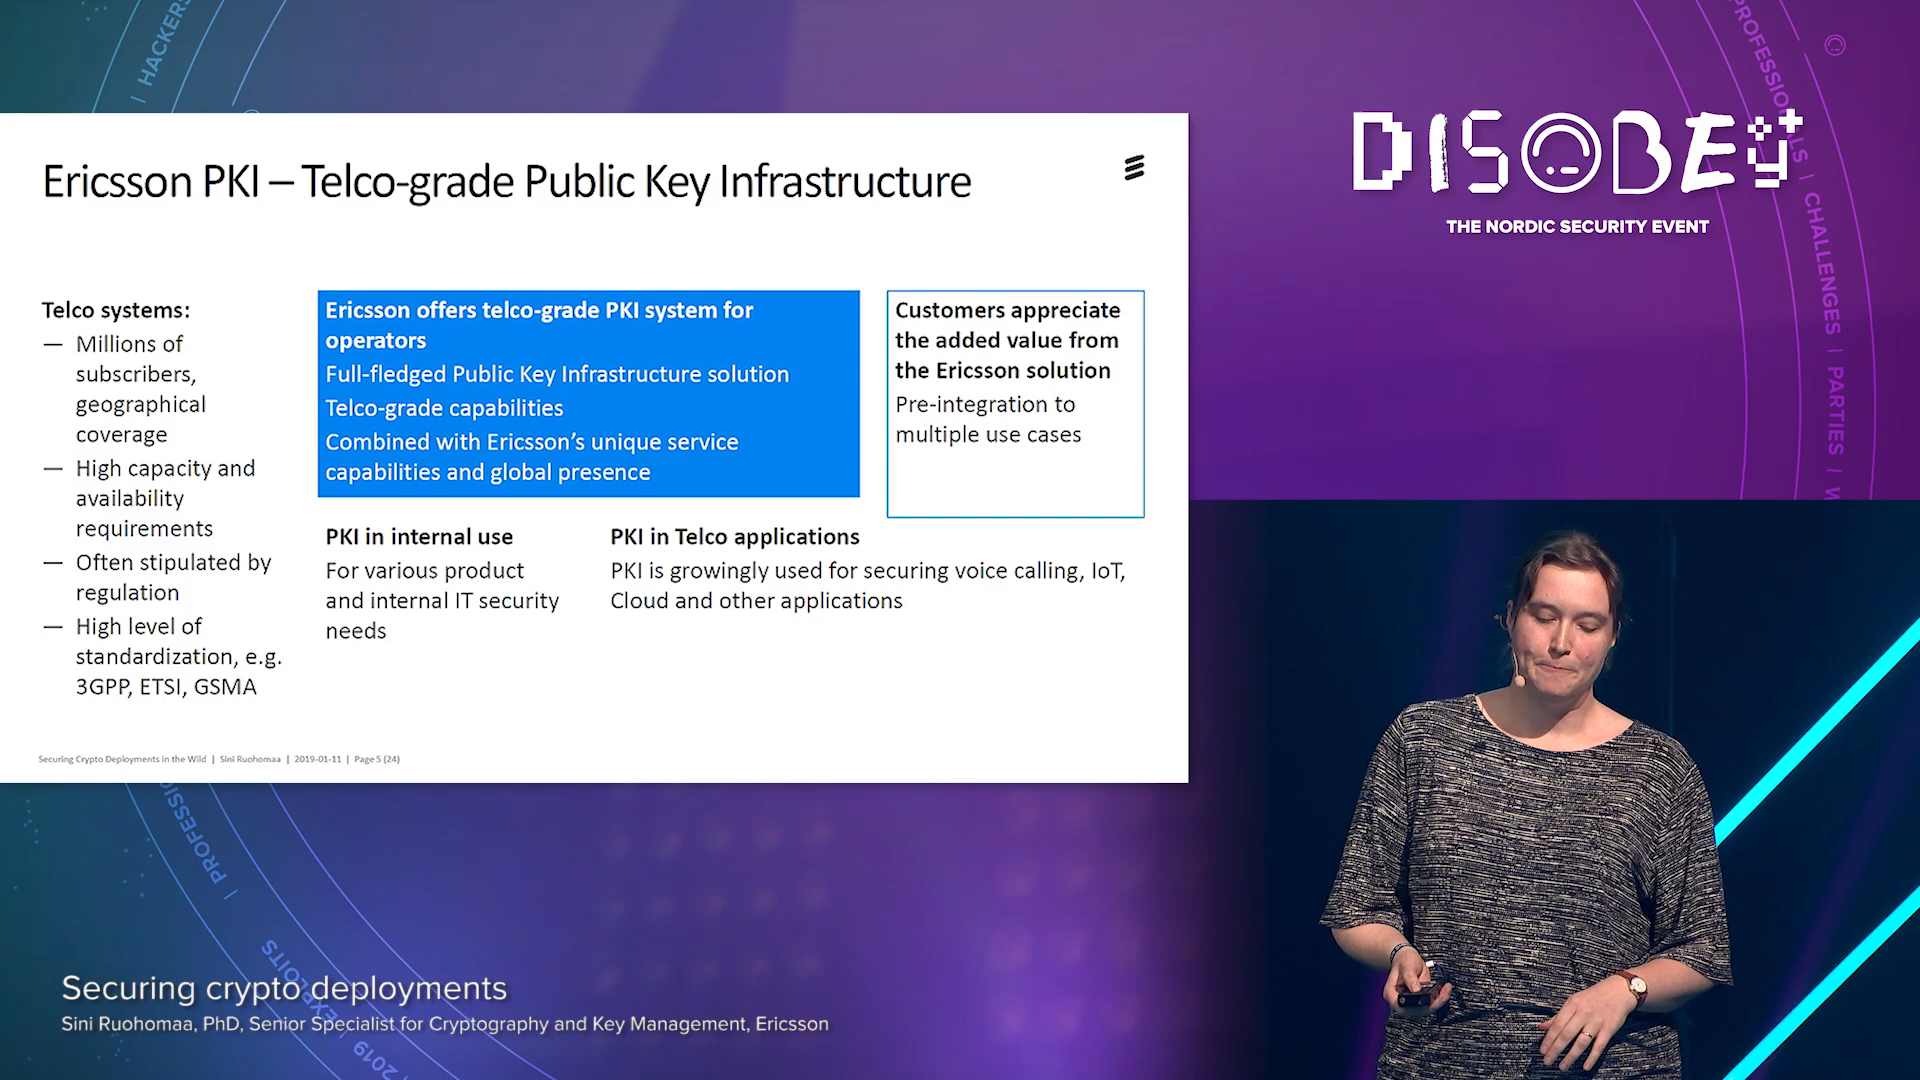 HACKERS
Ericsson PKI – Telco-grade Public Key Infrastructure
Telco systems:
— Millions of
subscribers,
geographical
coverage
— High capacity and
availability
requirements
— Often stipulated by
regulation
— High level of
standardization, e.g.
3GPP, ETSI, GSMA
Ericsson offers telco-grade PKI system for
operators
Full-fledged Public Key Infrastructure solution
Telco-grade capabilities
Combined with Ericsson's unique service
capabilities and global presence
Customers appreciate
the added value from
the Ericsson solution
Pre-integration to
multiple use cases
PKI in internal use
For various product
and internal IT security
needs
PKI in Telco applications
PKI is growingly used for securing voice calling, IoT,
Cloud and other applications
Securing Crypto Deployments in the Wild | Sini Ruohomaa | 2019-01-11 | Page 5 (24)
DISOBEY
THE NORDIC SECURITY EVENT
PROFESSIONALS | CHALLENGES | PARTIES /
PROFESSI
EXPLOITS
2019
Securing crypto deployments
Sini Ruohomaa, PhD, Senior Specialist for Cryptography and Key Management, Ericsson